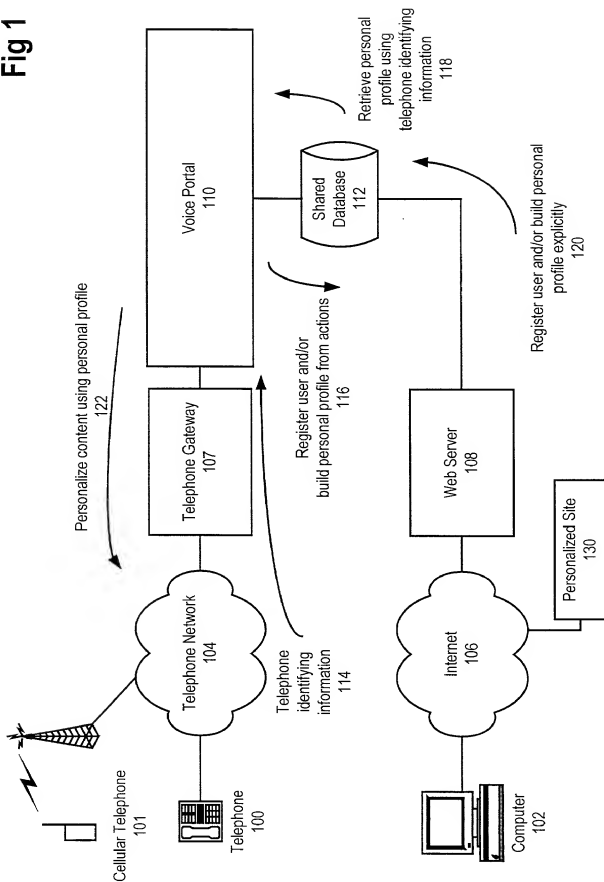 Fig 1
Personalize content using personal profile
122
Cellular Telephone
101
Telephone
100
Telephone Network
104
Telephone Gateway
107
Voice Portal
110
Telephone
identifying
information
114
Register user and/or
build personal profile from actions
116
Shared
Database
112
Retrieve personal
profile using
telephone identifying
information
118
Register user and/or build personal
profile explicitly
120
Computer
102
Internet
106
Web Server
108
Personalized Site
130